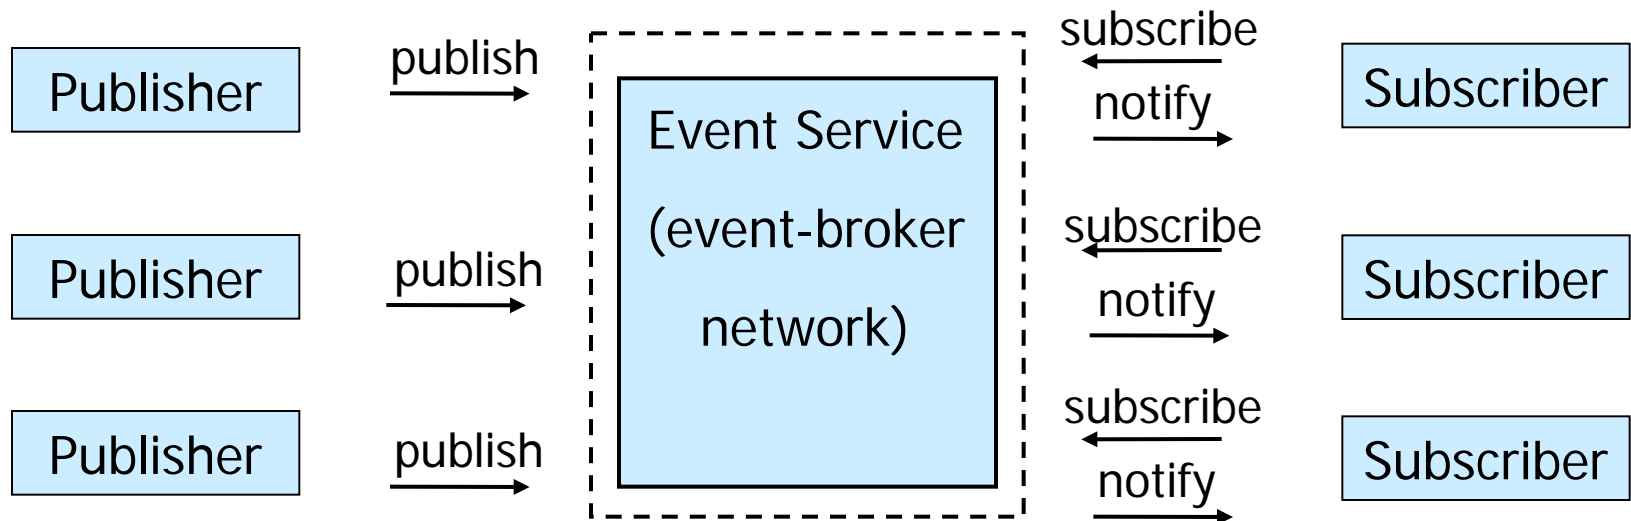 Publisher
publish
Event Service
(event-broker
network)
subscribe
notify
Subscriber
Publisher
publish
subscribe
notify
Subscriber
Publisher
publish
subscribe
notify
Subscriber